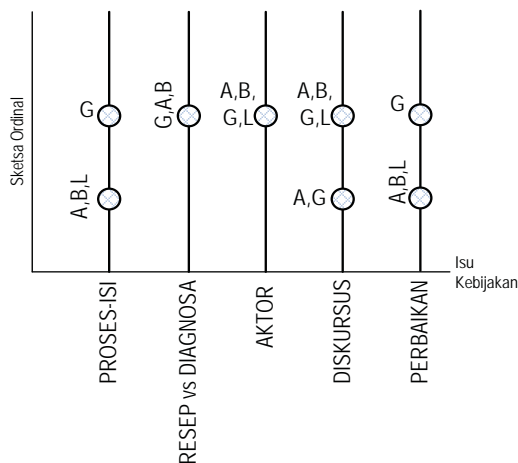 Sketsa Ordinal
G
A,B,L
G,A,B
A,B,
G,L
A,B,
G,L
A,G
G
A,B,L
Isu
Kebijakan
PROSES-ISI
RESEP vs DIAGNOSA
AKTOR
DISKURSUS
PERBAIKAN